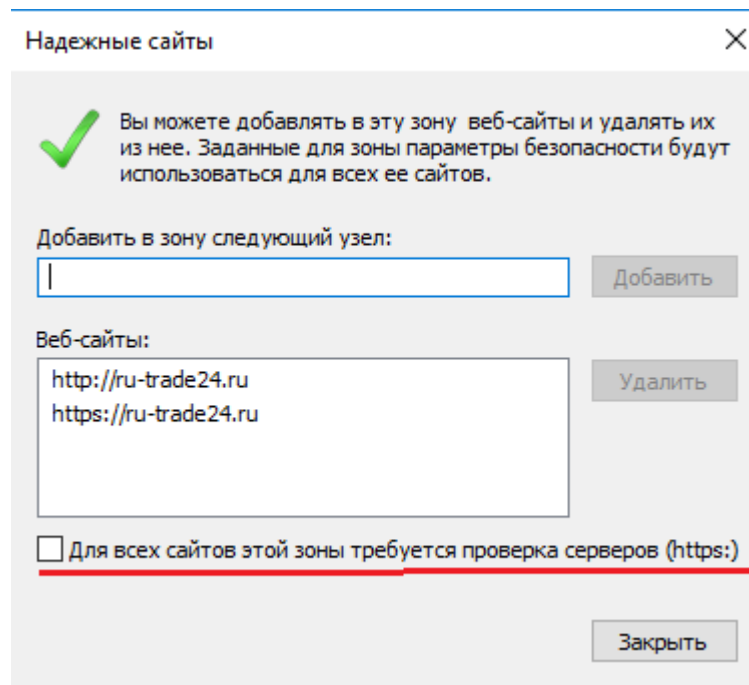 Надежные сайты
Вы можете добавлять в эту зону веб-сайты и удалять их
из нее. Заданные для зоны параметры безопасности будут
использоваться для всех ее сайтов.
Добавить в зону следующий узел:
Добавить
Веб-сайты:
http://ru-trade24.ru
https://ru-trade24.ru
Удалить
Для всех сайтов этой зоны требуется проверка серверов (https:)
Закрыть